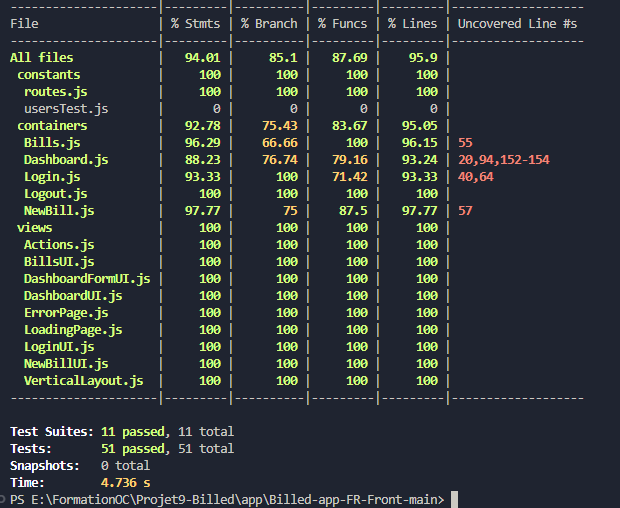 ----------------------|---------|----------|---------|---------|-------------------
File                  | % Stmts | % Branch | % Funcs | % Lines | Uncovered Line #s
----------------------|---------|----------|---------|---------|-------------------
All files             |   94.01 |     85.1 |   87.69 |    95.9 |
 constants            |     100 |      100 |     100 |     100 |
  routes.js           |     100 |      100 |     100 |     100 |
  usersTest.js        |       0 |        0 |       0 |       0 |
 containers           |   92.78 |    75.43 |   83.67 |   95.05 |
  Bills.js            |   96.29 |    66.66 |     100 |   96.15 | 55
  Dashboard.js        |   88.23 |    76.74 |   79.16 |   93.24 | 20,94,152-154
  Login.js            |   93.33 |      100 |   71.42 |   93.33 | 40,64
  Logout.js           |     100 |      100 |     100 |     100 |
  NewBill.js          |   97.77 |       75 |    87.5 |   97.77 | 57
 views                |     100 |      100 |     100 |     100 |
  Actions.js          |     100 |      100 |     100 |     100 |
  BillsUI.js          |     100 |      100 |     100 |     100 |
  DashboardFormUI.js  |     100 |      100 |     100 |     100 |
  DashboardUI.js      |     100 |      100 |     100 |     100 |
  ErrorPage.js        |     100 |      100 |     100 |     100 |
  LoadingPage.js      |     100 |      100 |     100 |     100 |
  LoginUI.js          |     100 |      100 |     100 |     100 |
  NewBillUI.js        |     100 |      100 |     100 |     100 |
  VerticalLayout.js   |     100 |      100 |     100 |     100 |
----------------------|---------|----------|---------|---------|-------------------
Test Suites: 11 passed, 11 total
Tests:       51 passed, 51 total
Snapshots:   0 total
Time:        4.736 s
PS E:\FormationOC\Projet9-Billed\app\Billed-app-FR-Front-main>